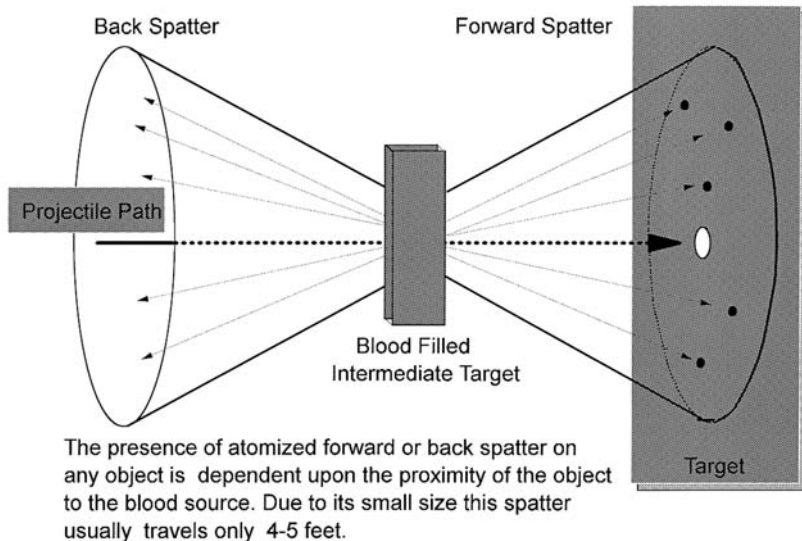 Back Spatter
Forward Spatter
Projectile Path
Blood Filled
Intermediate Target
Target
The presence of atomized forward or back spatter on
any object is dependent upon the proximity of the object
to the blood source. Due to its small size this spatter
usually travels only 4-5 feet.